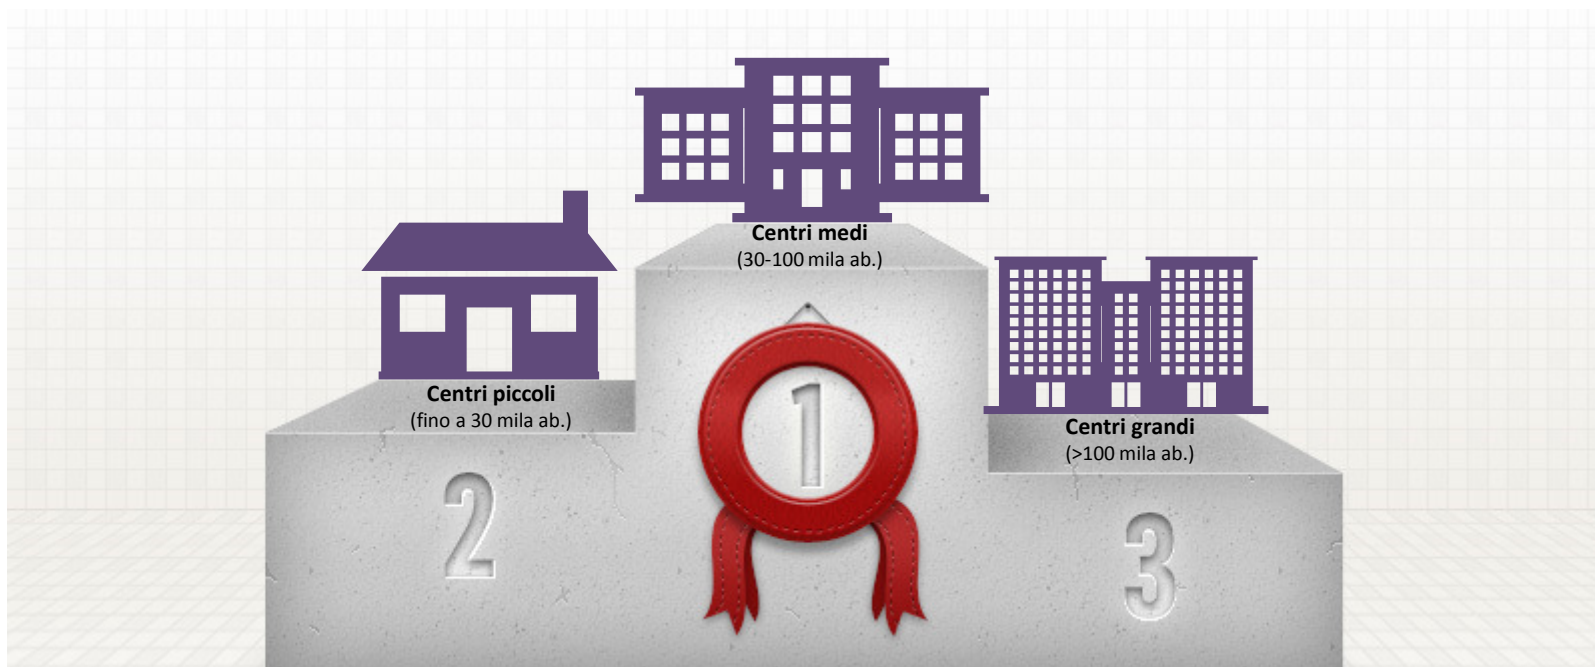 Centri medi
(30-100 mila ab.)
Centri piccoli
(fino a 30 mila ab.)
Centri grandi
(>100 mila ab.)
1
2
3